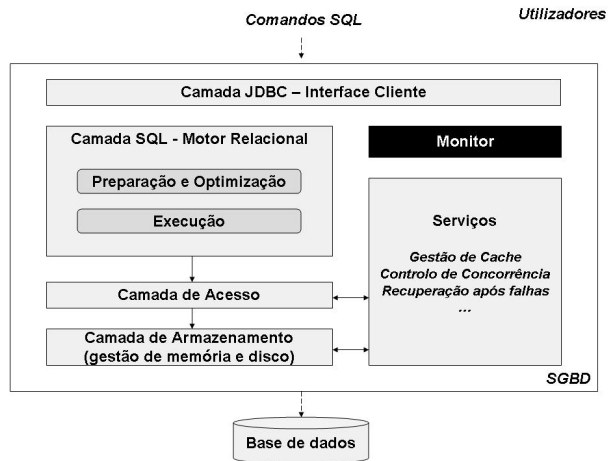 Utilizadores
Comandos SQL
Camada JDBC – Interface Cliente
Camada SQL - Motor Relacional
Preparação e Optimização
Execução
Monitor
Serviços
Gestão de Cache
Controlo de Concorrência
Recuperação após falhas
...
Camada de Acesso
Camada de Armazenamento
(gestão de memória e disco)
SGBD
Base de dados